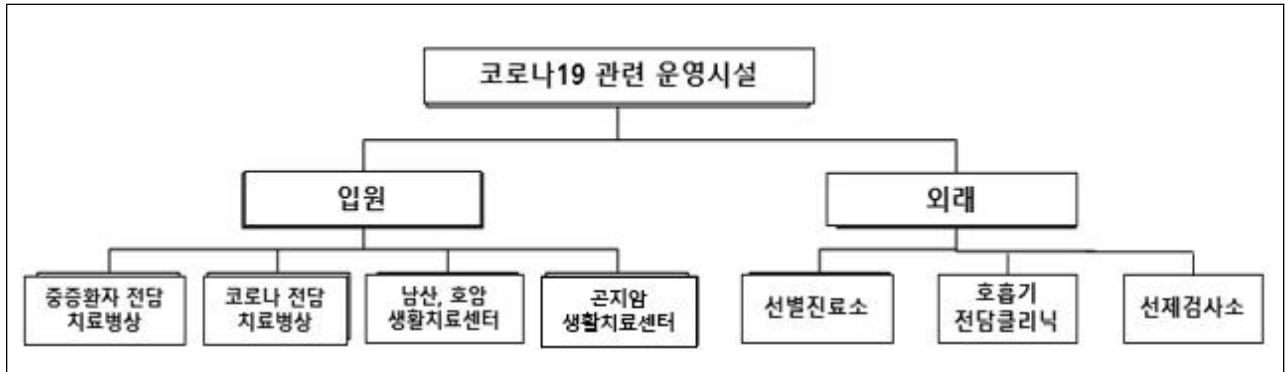 코로나19 관련 운영시설
입원
외래
중증환자 전담
치료병상
코로나 전담
치료병상
남산, 호암
생활치료센터
곤지암
생활치료센터
선별진료소
호흡기
전담클리닉
선제검사소